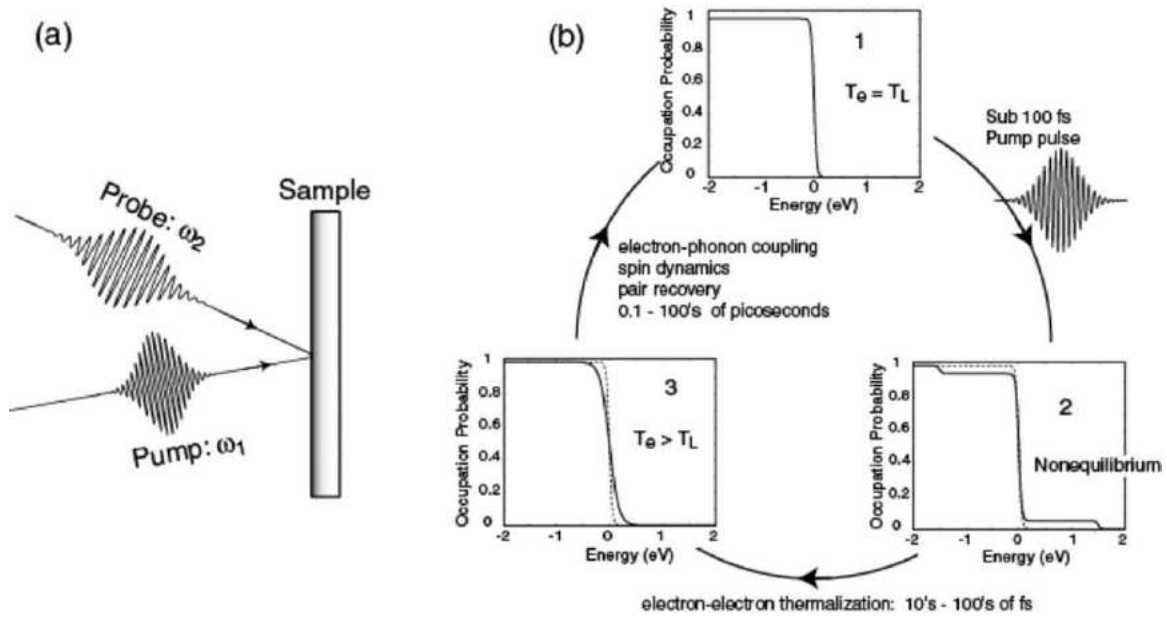 (a)
Probe: ω2
Sample
Pump: ω1
(b)
Occupation Probability
1
0.8
0.6
0.4
0.2
0
-2
-1
0
1
2
Energy (eV)
1
Te = TL
Sub 100 fs
Pump pulse
electron-phonon coupling
spin dynamics
pair recovery
0.1 - 100's of picoseconds
Occupation Probability
1
0.8
0.6
0.4
0.2
0
-2
-1
0
1
2
Energy (eV)
3
Te > TL
Occupation Probability
1
0.8
0.6
0.4
0.2
0
-2
-1
0
1
2
Energy (eV)
2
Nonequilibrium
electron-electron thermalization: 10's - 100's of fs